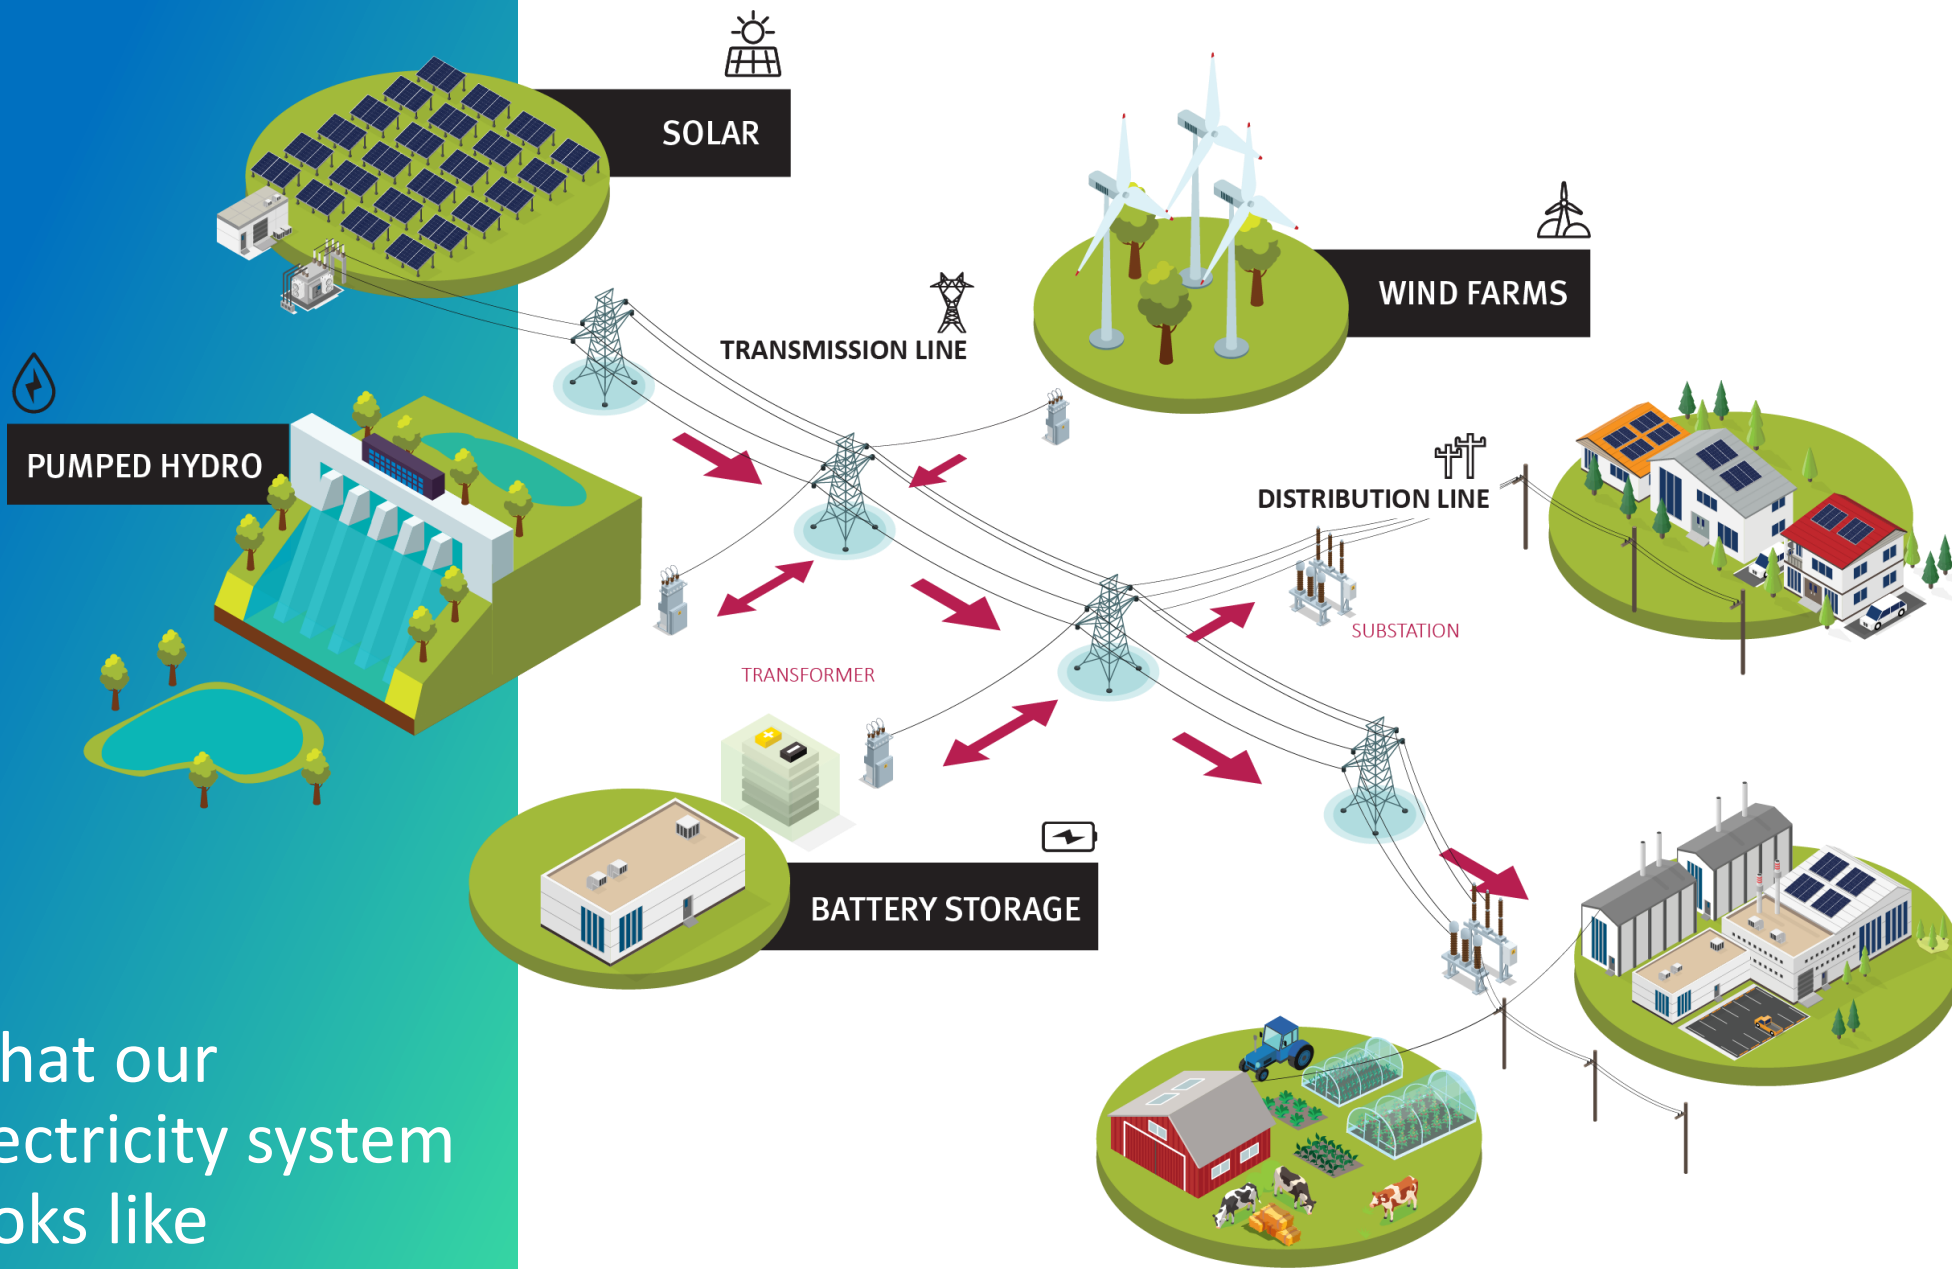 SOLAR
WIND FARMS
TRANSMISSION LINE
PUMPED HYDRO
DISTRIBUTION LINE
SUBSTATION
TRANSFORMER
BATTERY STORAGE
hat our
ectricity system
oks like